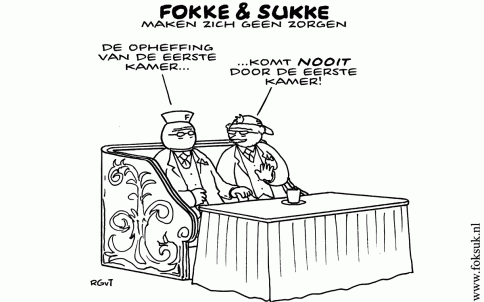 FOKKE & SUKKE
MAKEN ZICH GEEN ZORGEN
DE OPHEFFING
VAN DE EERSTE
KAMER...
...KOMT NOOIT
DOOR DE EERSTE
KAMER!
F
RGvT
www.foksuk.nl